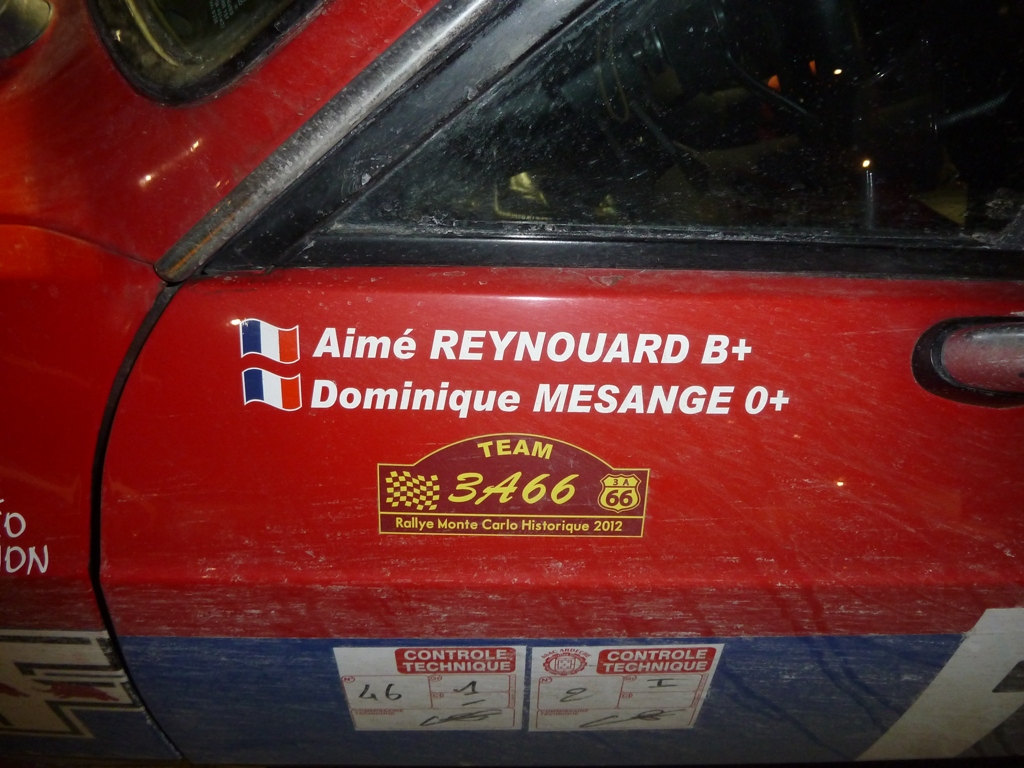 Aimé REYNOUARD B+
Dominique MESANGE 0+
TEAM
3A66
3 A
66
Rallye Monte Carlo Historique 2012
CONTROLE
TECHNIQUE
46
1
CONTROLE
TECHNIQUE
2
I